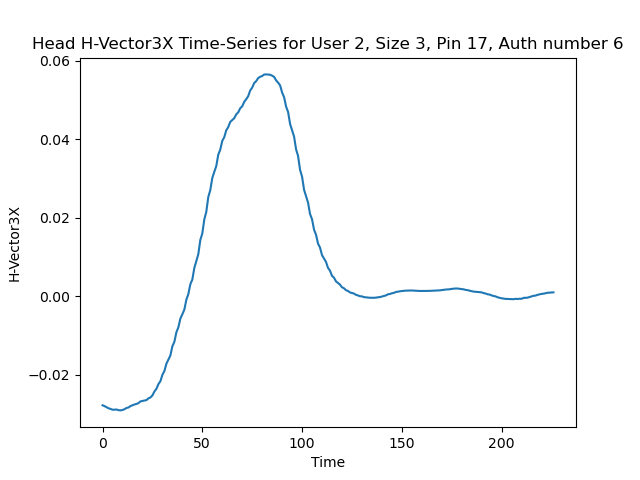 Head H-Vector3X Time-Series for User 2, Size 3, Pin 17, Auth number 6
0.06
0.04
0.02
0.00
−0.02
H-Vector3X
0 50 100 150 200
Time